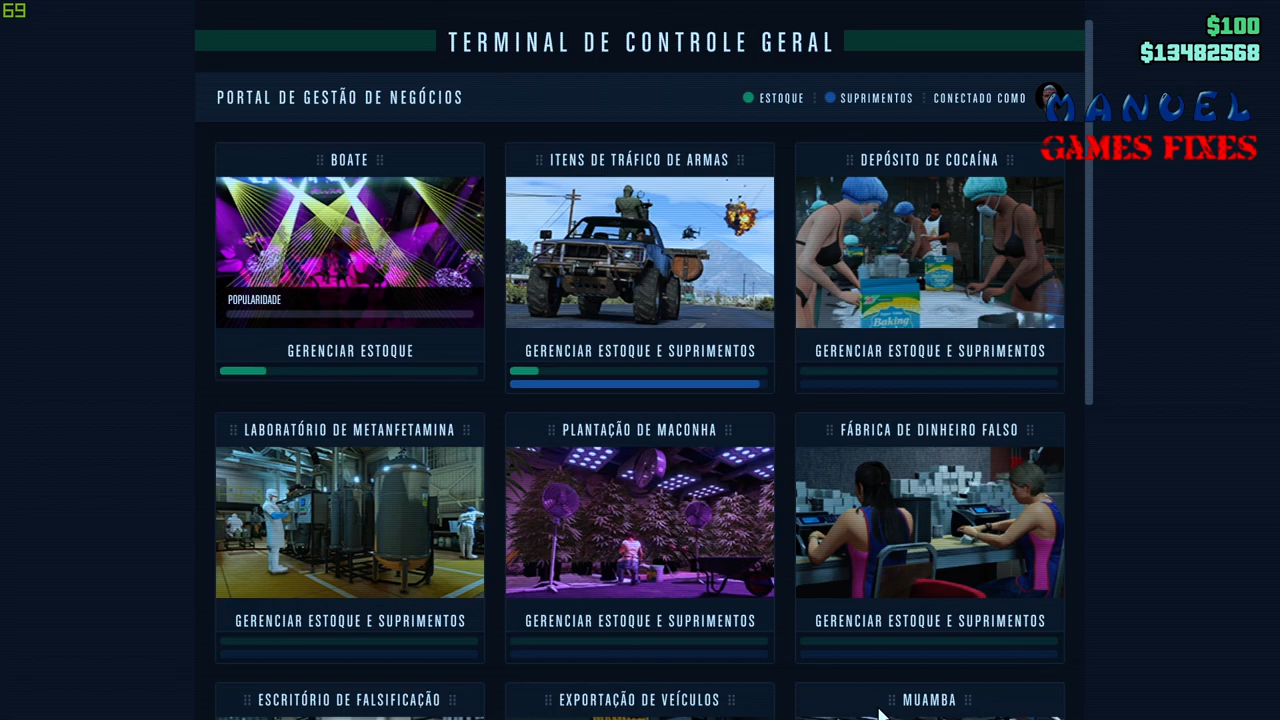 69
$100
$13482568
TERMINAL DE CONTROLE GERAL
PORTAL DE GESTÃO DE NEGÓCIOS
ESTOQUE
SUPRIMENTOS
CONECTADO COMO
MANUEL
GAMES FIXES
BOATE
ITENS DE TRÁFICO DE ARMAS
DEPÓSITO DE COCAÍNA
POPULARIDADE
Baking
GERENCIAR ESTOQUE
GERENCIAR ESTOQUE E SUPRIMENTOS
GERENCIAR ESTOQUE E SUPRIMENTOS
LABORATÓRIO DE METANFETAMINA
PLANTAÇÃO DE MACONHA
FÁBRICA DE DINHEIRO FALSO
GERENCIAR ESTOQUE E SUPRIMENTOS
GERENCIAR ESTOQUE E SUPRIMENTOS
GERENCIAR ESTOQUE E SUPRIMENTOS
ESCRITÓRIO DE FALSIFICAÇÃO
EXPORTAÇÃO DE VEÍCULOS
MUAMBA